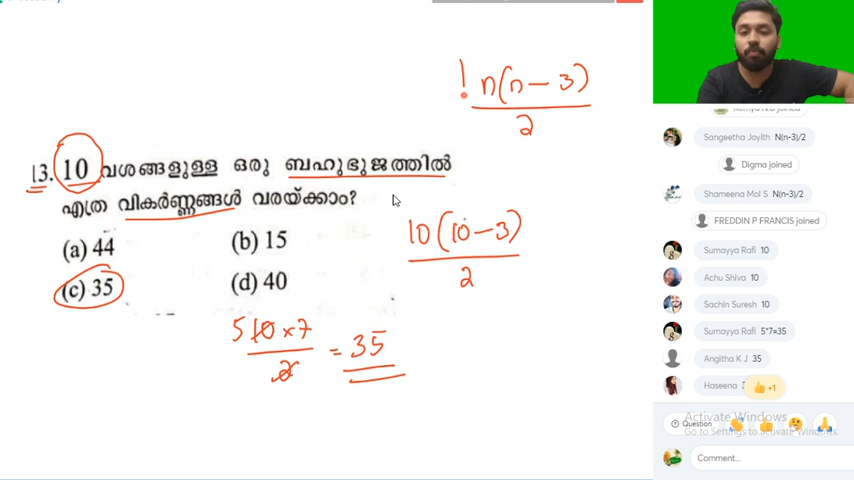 n(n-3)
2
13. 10 വശങ്ങളുള്ള ഒരു ബഹുഭുജത്തിൽ
എത്ര വികർണ്ണങ്ങൾ വരയ്ക്കാം?
(a) 44 (b) 15
(c) 35 (d) 40
10(10-3)
2
5 10 x 7
2
= 35
joined
Sangeetha Joyith N(n-3)/2
Digma joined
Shameena Mol S N(n-3)/2
FREDDIN P FRANCIS joined
Sumayya Rafi 10
Achu Shiva 10
Sachin Suresh 10
Sumayya Rafi 5*7=35
Angitha K J 35
Haseena
+1
Activate Windows
Question
Go to Settings to activate Windows.
Comment...